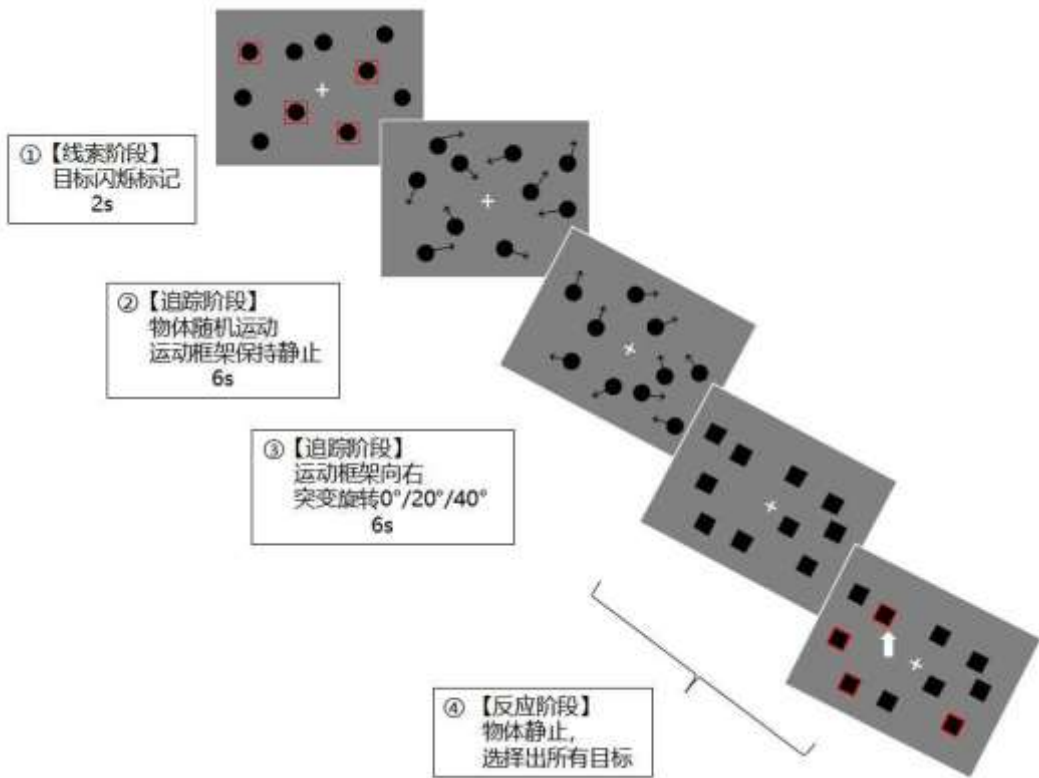 ① 【线索阶段】
目标闪烁标记
2s
② 【追踪阶段】
物体随机运动
运动框架保持静止
6s
③ 【追踪阶段】
运动框架向右
突变旋转0°/20°/40°
6s
④ 【反应阶段】
物体静止，
选择出所有目标